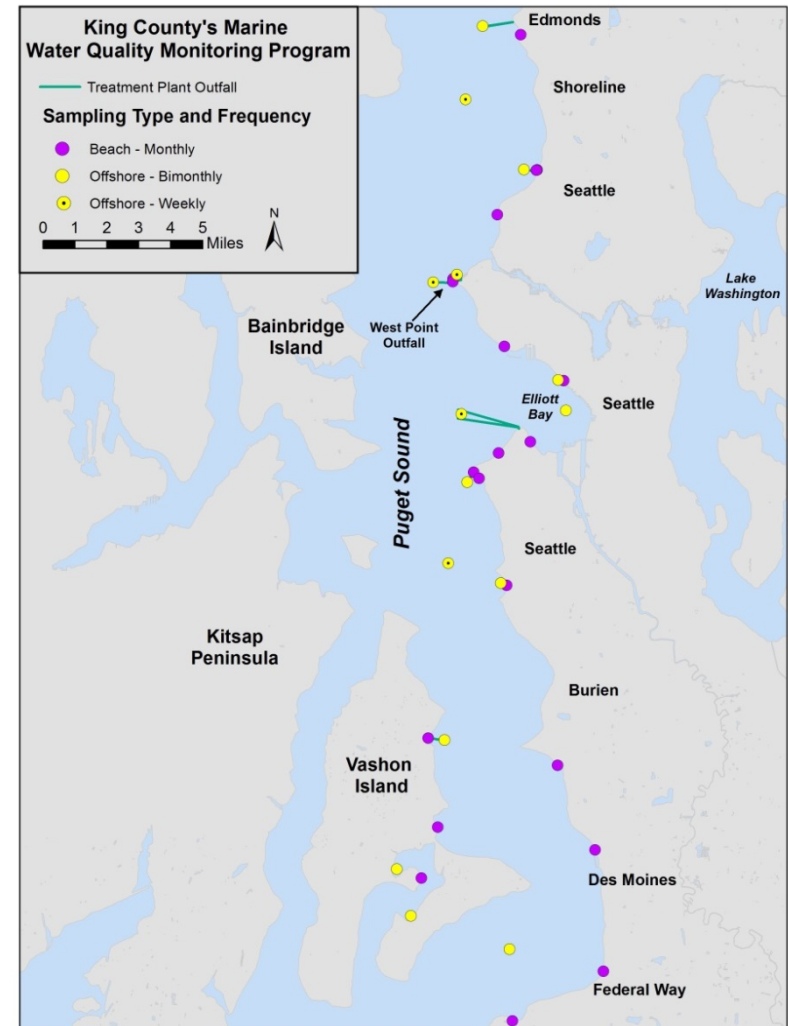 King County's Marine
Water Quality Monitoring Program
Treatment Plant Outfall
Sampling Type and Frequency
Beach - Monthly
Offshore - Bimonthly
Offshore - Weekly
0 1 2 3 4 5
Miles
N
Edmonds
Shoreline
Seattle
Lake
Washington
Bainbridge
Island
West Point
Outfall
Elliott
Bay
Seattle
Puget Sound
Seattle
Kitsap
Peninsula
Burien
Vashon
Island
Des Moines
Federal Way